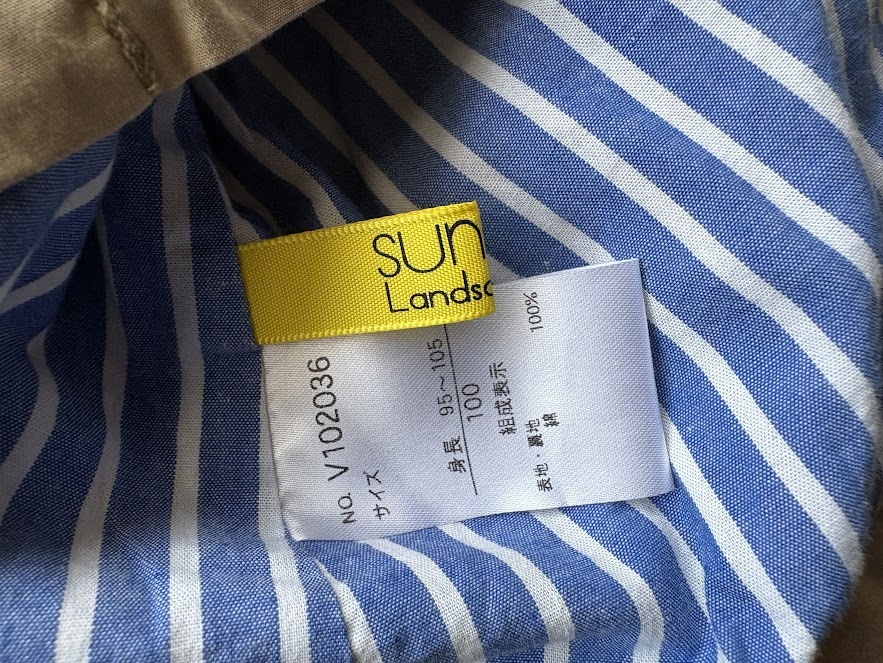 SUN
Landsc
NO. V102036
サイズ
身長 95〜105
100
組成表示
表地・裏地
綿 100%